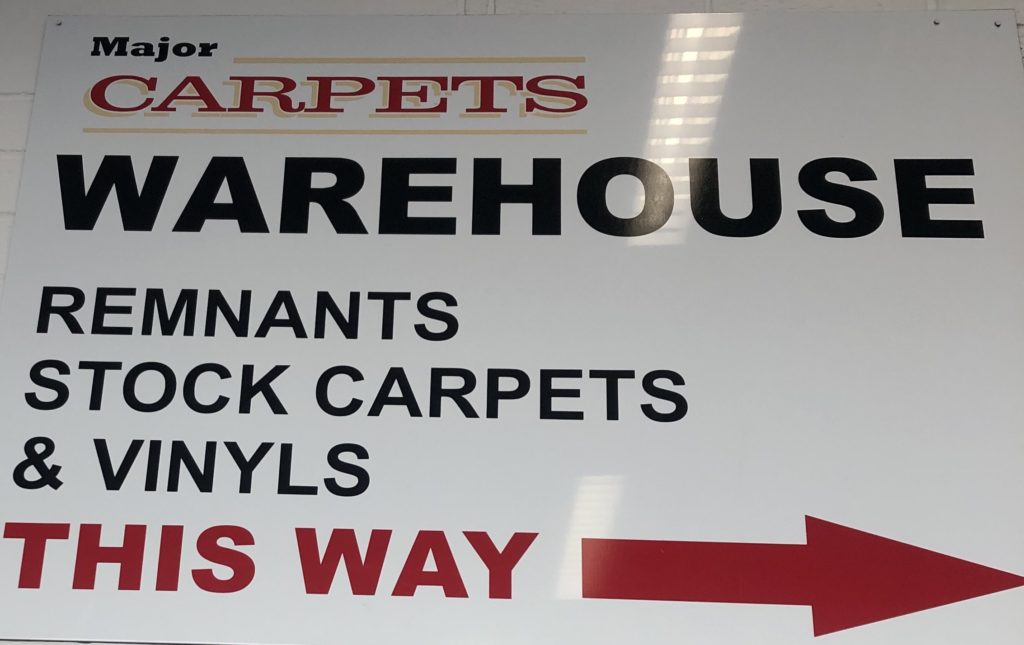 Major
CARPETS
WAREHOUSE
REMNANTS
STOCK CARPETS
& VINYLS
THIS WAY